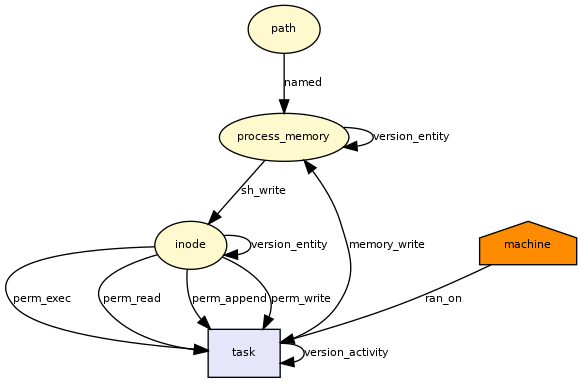 path
named
process_memory
version_entity
sh_write
inode
version_entity
memory_write
machine
perm_exec
perm_read
perm_append
perm_write
ran_on
task
version_activity